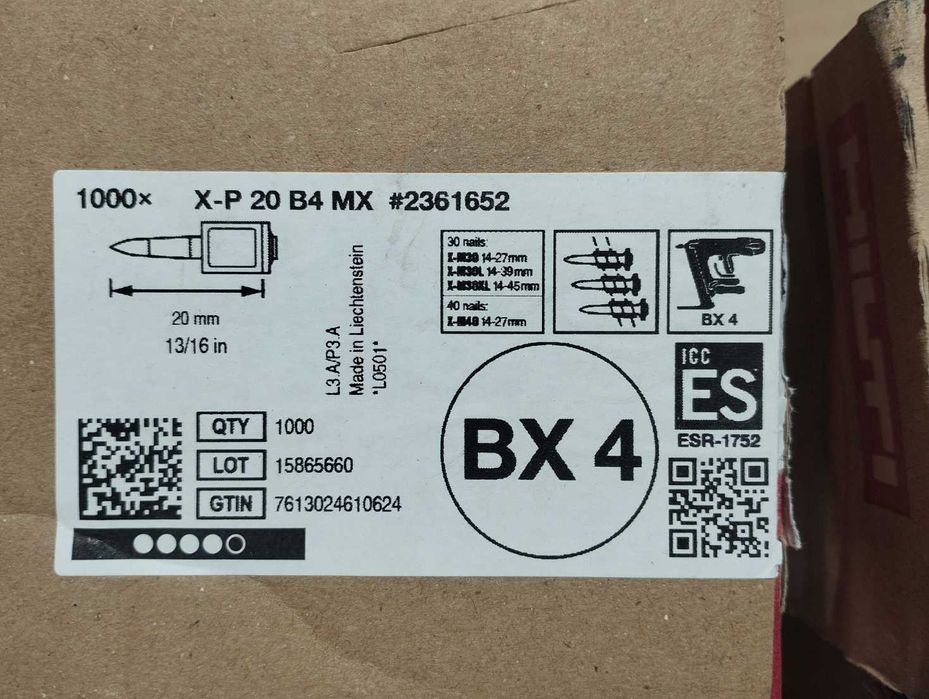 1000x X-P 20 B4 MX #2361652
20 mm
13/16 in
L3.A/P3.A
Made in Liechtenstein
*L0501*
30 nails:
X-M30 14-27mm
X-M30L 14-39mm
X-M30XL 14-45mm
40 nails:
X-M40 14-27mm
BX 4
QTY 1000
LOT 15865660
GTIN 7613024610624
BX 4
ICC
ES
ESR-1752
HILTI